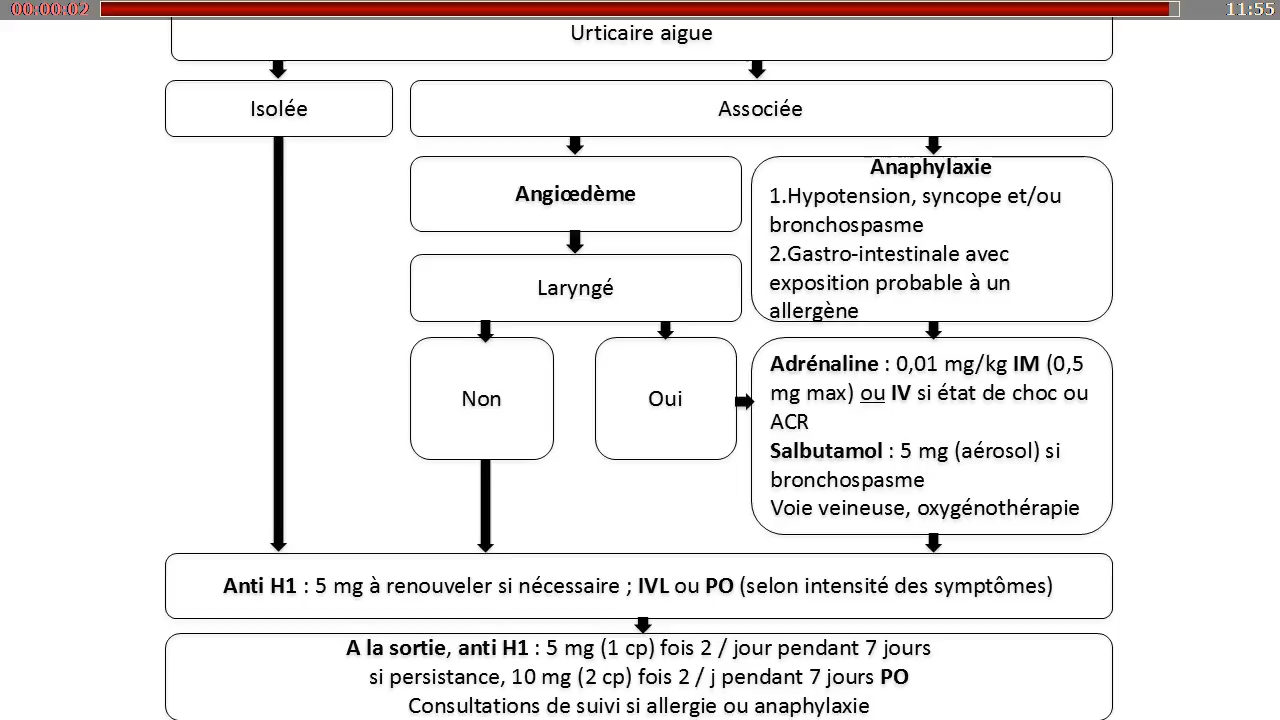 00:00:02
11:55
Urticaire aigue
Isolée
Associée
Angiœdème
Anaphylaxie
1.Hypotension, syncope et/ou
bronchospasme
2.Gastro-intestinale avec
exposition probable à un
allergène
Laryngé
Non
Oui
Adrénaline : 0,01 mg/kg IM (0,5
mg max) ou IV si état de choc ou
ACR
Salbutamol : 5 mg (aérosol) si
bronchospasme
Voie veineuse, oxygénothérapie
Anti H1 : 5 mg à renouveler si nécessaire ; IVL ou PO (selon intensité des symptômes)
A la sortie, anti H1 : 5 mg (1 cp) fois 2 / jour pendant 7 jours
si persistance, 10 mg (2 cp) fois 2 / j pendant 7 jours PO
Consultations de suivi si allergie ou anaphylaxie